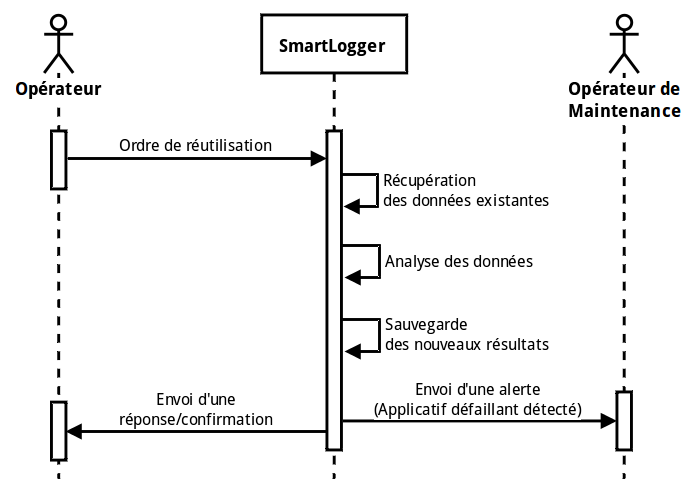 SmartLogger
Opérateur
Opérateur de
Maintenance
Ordre de réutilisation
Récupération
des données existantes
Analyse des données
Sauvegarde
des nouveaux résultats
Envoi d'une
réponse/confirmation
Envoi d'une alerte
(Applicatif défaillant détecté)